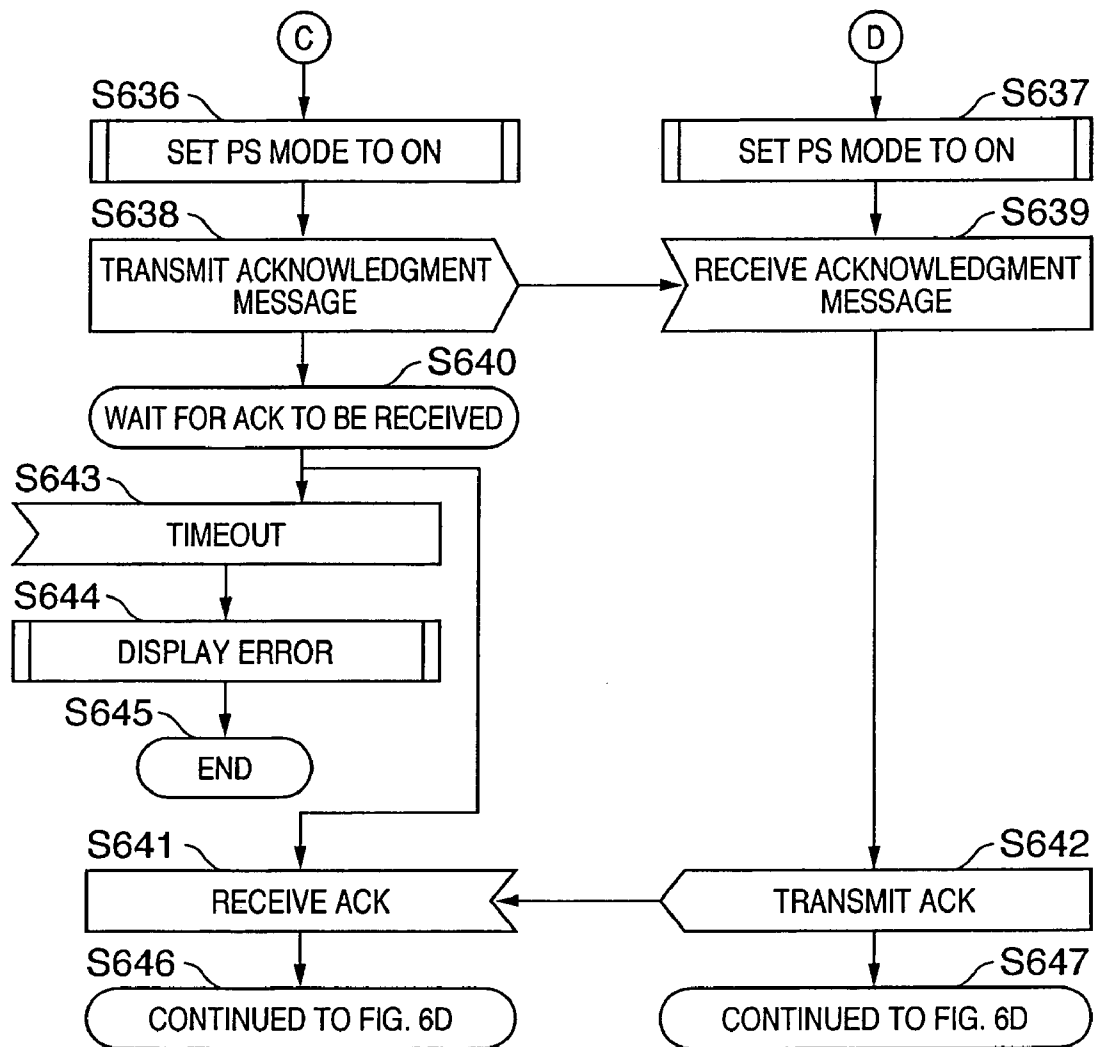 C
D
S636
S637
SET PS MODE TO ON
SET PS MODE TO ON
S638
S639
TRANSMIT ACKNOWLEDGMENT
MESSAGE
RECEIVE ACKNOWLEDGMENT
MESSAGE
S640
WAIT FOR ACK TO BE RECEIVED
S643
TIMEOUT
S644
DISPLAY ERROR
S645
END
S641
S642
RECEIVE ACK
TRANSMIT ACK
S646
S647
CONTINUED TO FIG. 6D
CONTINUED TO FIG. 6D